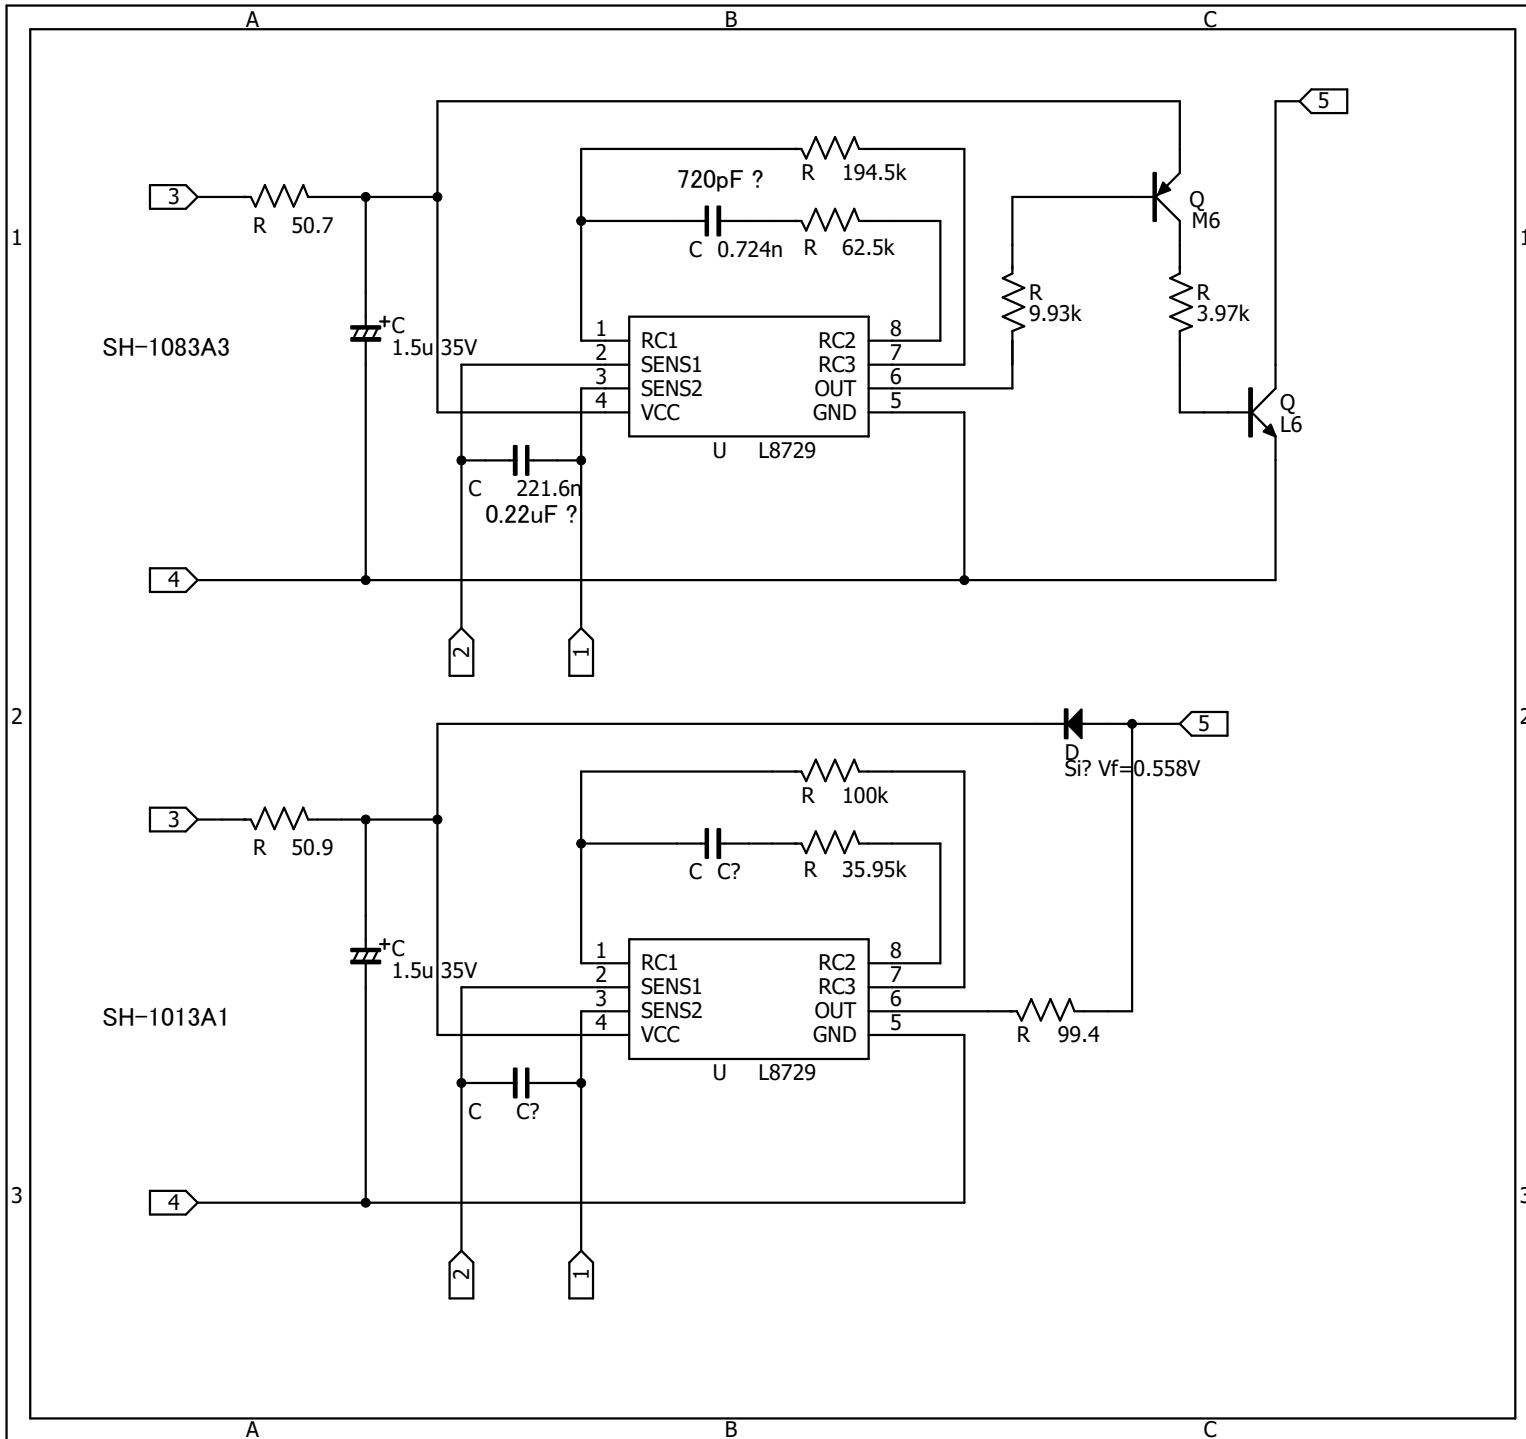 A B C
5
R 194.5k
720pF ?
3
Q
M6
R 50.7
1 1
C 0.724n R 62.5k
R
9.93k
R
3.97k
+C
1.5u 35V
SH-1083A3
1 RC1 RC2 8
2 SENS1 RC3 7
3 SENS2 OUT 6
4 VCC GND 5
Q
L6
U L8729
C 221.6n
0.22uF ?
4
2 1
2 2
5
D
Si? Vf=0.558V
R 100k
3
R 50.9
C C? R 35.95k
+C
1.5u 35V
SH-1013A1
1 RC1 RC2 8
2 SENS1 RC3 7
3 SENS2 OUT 6
4 VCC GND 5
R 99.4
U L8729
C C?
3 3
4
2 1
A B C